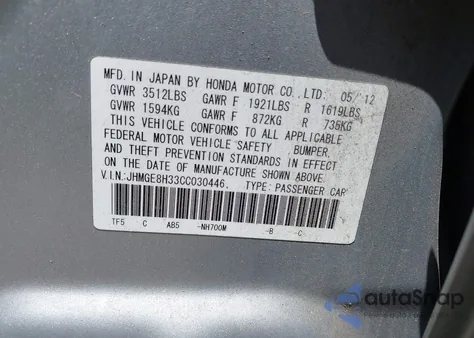 MFD. IN JAPAN BY HONDA MOTOR CO., LTD. 05/12
GVWR 3512LBS GAWR F 1921LBS R 1619LBS
GVWR 1594KG GAWR F 872KG R 735KG
THIS VEHICLE CONFORMS TO ALL APPLICABLE
FEDERAL MOTOR VEHICLE SAFETY, BUMPER,
AND THEFT PREVENTION STANDARDS IN EFFECT
ON THE DATE OF MANUFACTURE SHOWN ABOVE.
V.I.N.:JHMGE8H33CC030446. TYPE: PASSENGER CAR
TF5 C AB5 -NH700M -B -C
autoSnap
Powered by